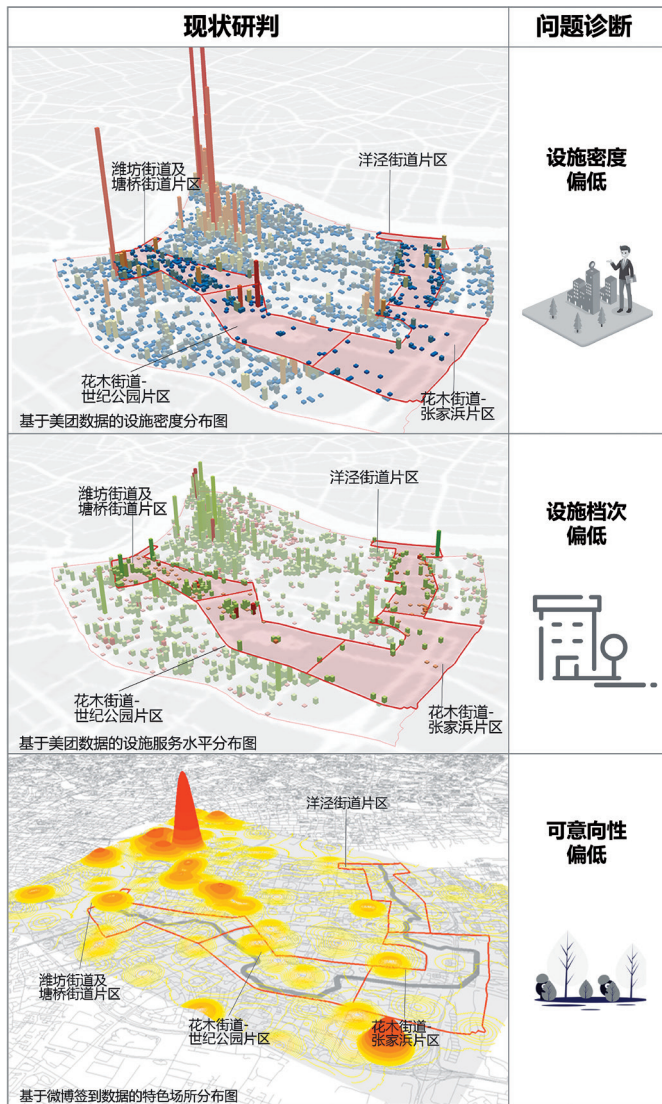 现状研判
问题诊断
潍坊街道及
塘桥街道片区
洋泾街道片区
花木街道-
世纪公园片区
花木街道-
张家浜片区
基于美团数据的设施密度分布图
设施密度
偏低
潍坊街道及
塘桥街道片区
洋泾街道片区
花木街道-
世纪公园片区
花木街道-
张家浜片区
基于美团数据的设施服务水平分布图
设施档次
偏低
洋泾街道片区
潍坊街道及
塘桥街道片区
花木街道-
世纪公园片区
花木街道-
张家浜片区
基于微博签到数据的特色场所分布图
可意向性
偏低